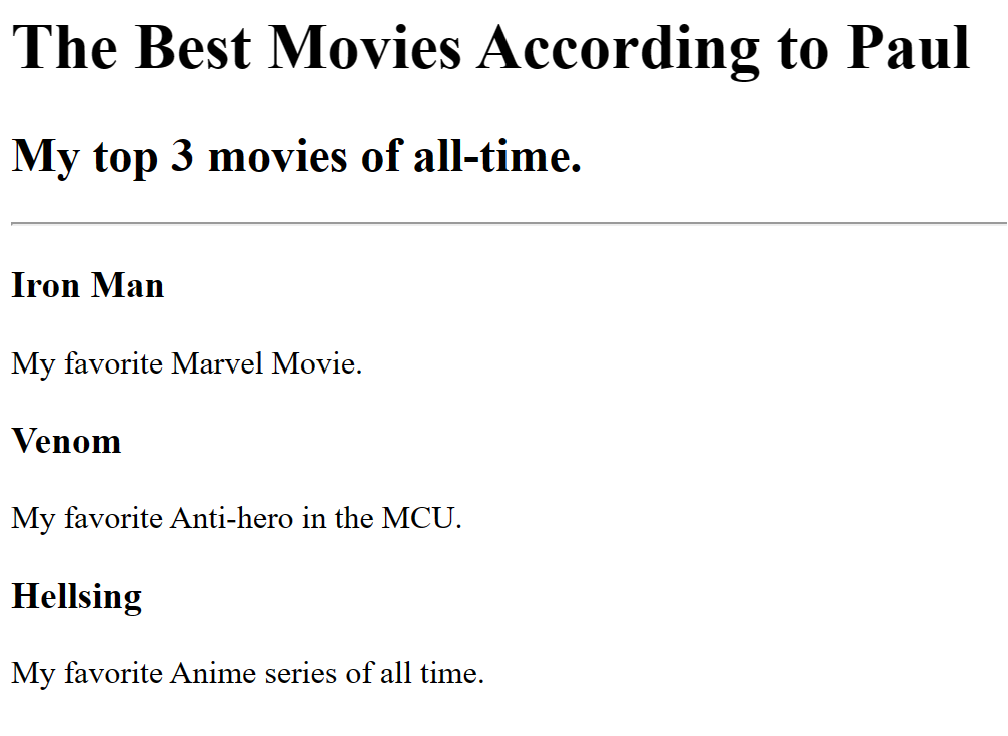 The Best Movies According to Paul
My top 3 movies of all-time.
Iron Man
My favorite Marvel Movie.
Venom
My favorite Anti-hero in the MCU.
Hellsing
My favorite Anime series of all time.